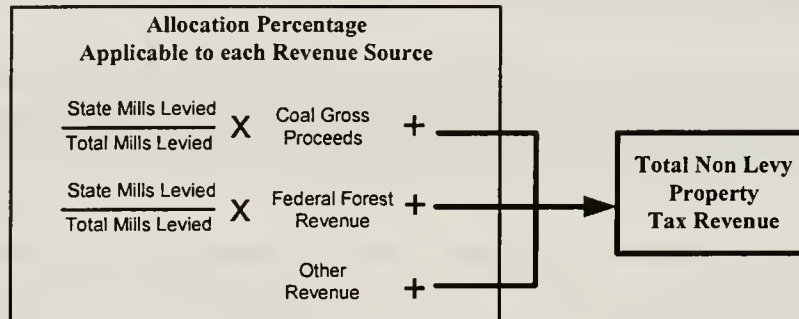 Allocation Percentage
Applicable to each Revenue Source
State Mills Levied
Total Mills Levied
X
Coal Gross
Proceeds
+
State Mills Levied
Total Mills Levied
X
Federal Forest
Revenue
+
Other
Revenue
+
Total Non Levy
Property
Tax Revenue